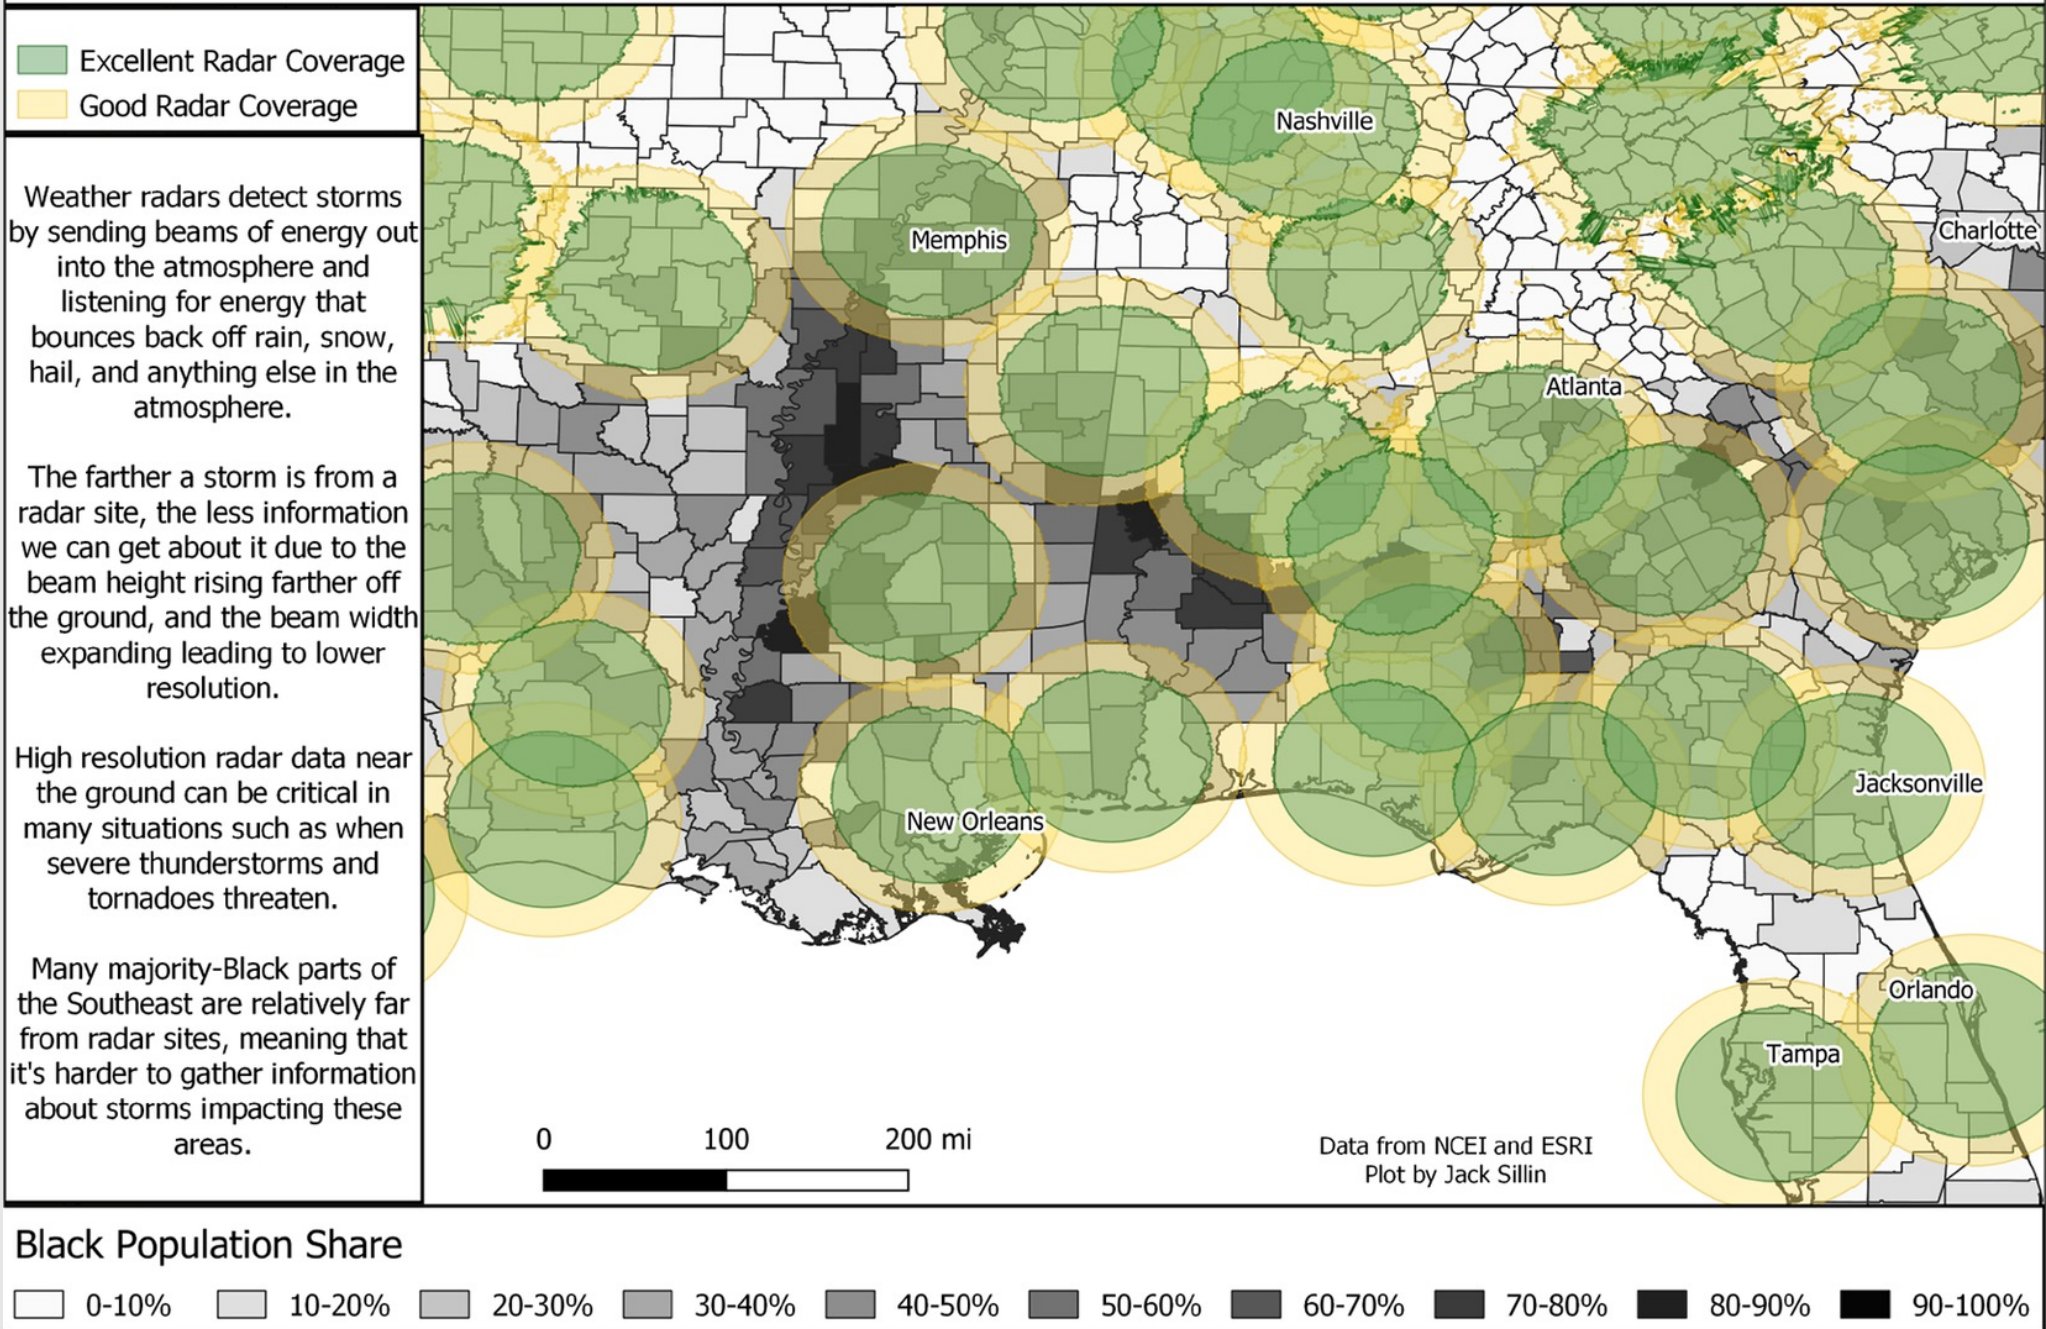 Excellent Radar Coverage
Good Radar Coverage
Weather radars detect storms
by sending beams of energy out
into the atmosphere and
listening for energy that
bounces back off rain, snow,
hail, and anything else in the
atmosphere.
The farther a storm is from a
radar site, the less information
we can get about it due to the
beam height rising farther off
the ground, and the beam width
expanding leading to lower
resolution.
High resolution radar data near
the ground can be critical in
many situations such as when
severe thunderstorms and
tornadoes threaten.
Many majority-Black parts of
the Southeast are relatively far
from radar sites, meaning that
it's harder to gather information
about storms impacting these
areas.
Nashville
Memphis
Charlotte
Atlanta
Jacksonville
New Orleans
Orlando
Tampa
0 100 200 mi
Data from NCEI and ESRI
Plot by Jack Sillin
Black Population Share
0-10% 10-20% 20-30% 30-40% 40-50% 50-60% 60-70% 70-80% 80-90% 90-100%